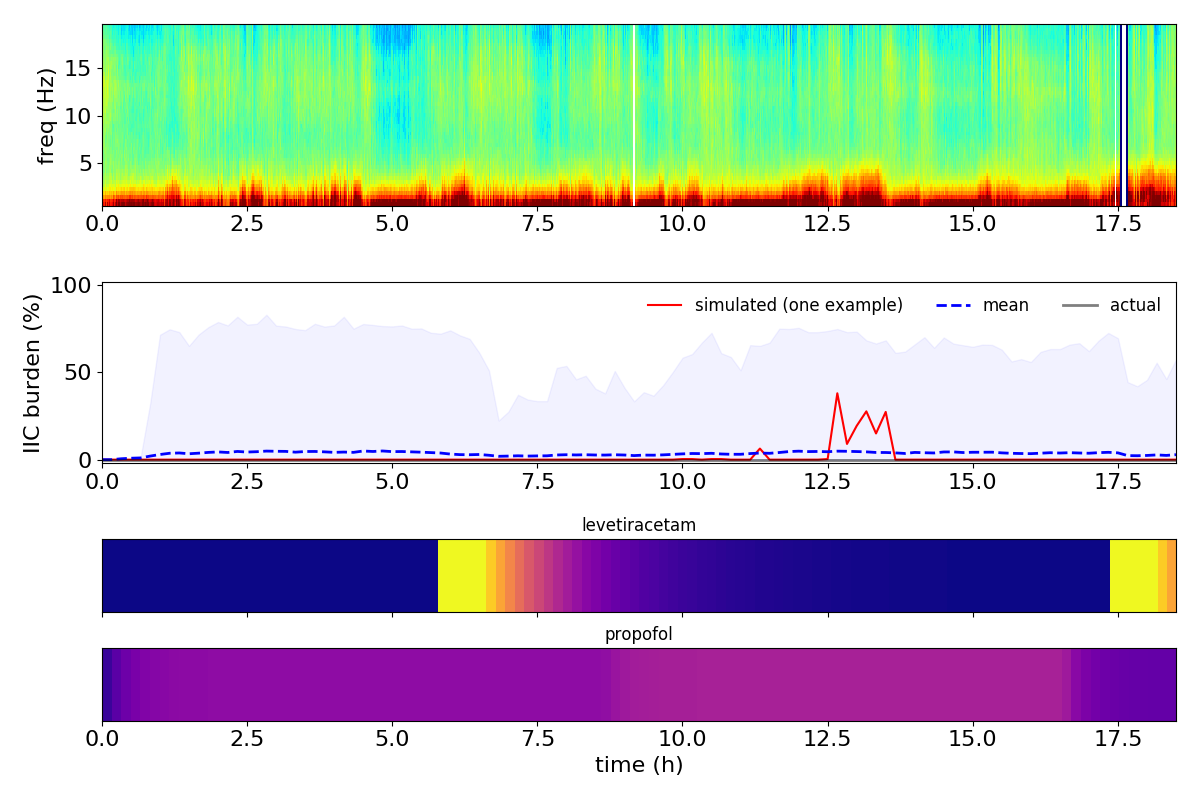 freq (Hz)
15
10
5
0.0 2.5 5.0 7.5 10.0 12.5 15.0 17.5
IIC burden (%)
100
50
0
simulated (one example) mean actual
0.0 2.5 5.0 7.5 10.0 12.5 15.0 17.5
levetiracetam
propofol
0.0 2.5 5.0 7.5 10.0 12.5 15.0 17.5
time (h)